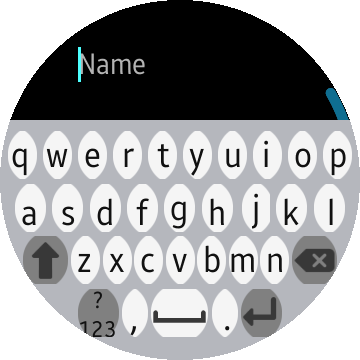 Name
q w e r t y u i o p
a s d f g h j k l
z x c v b m n
?
123 , .